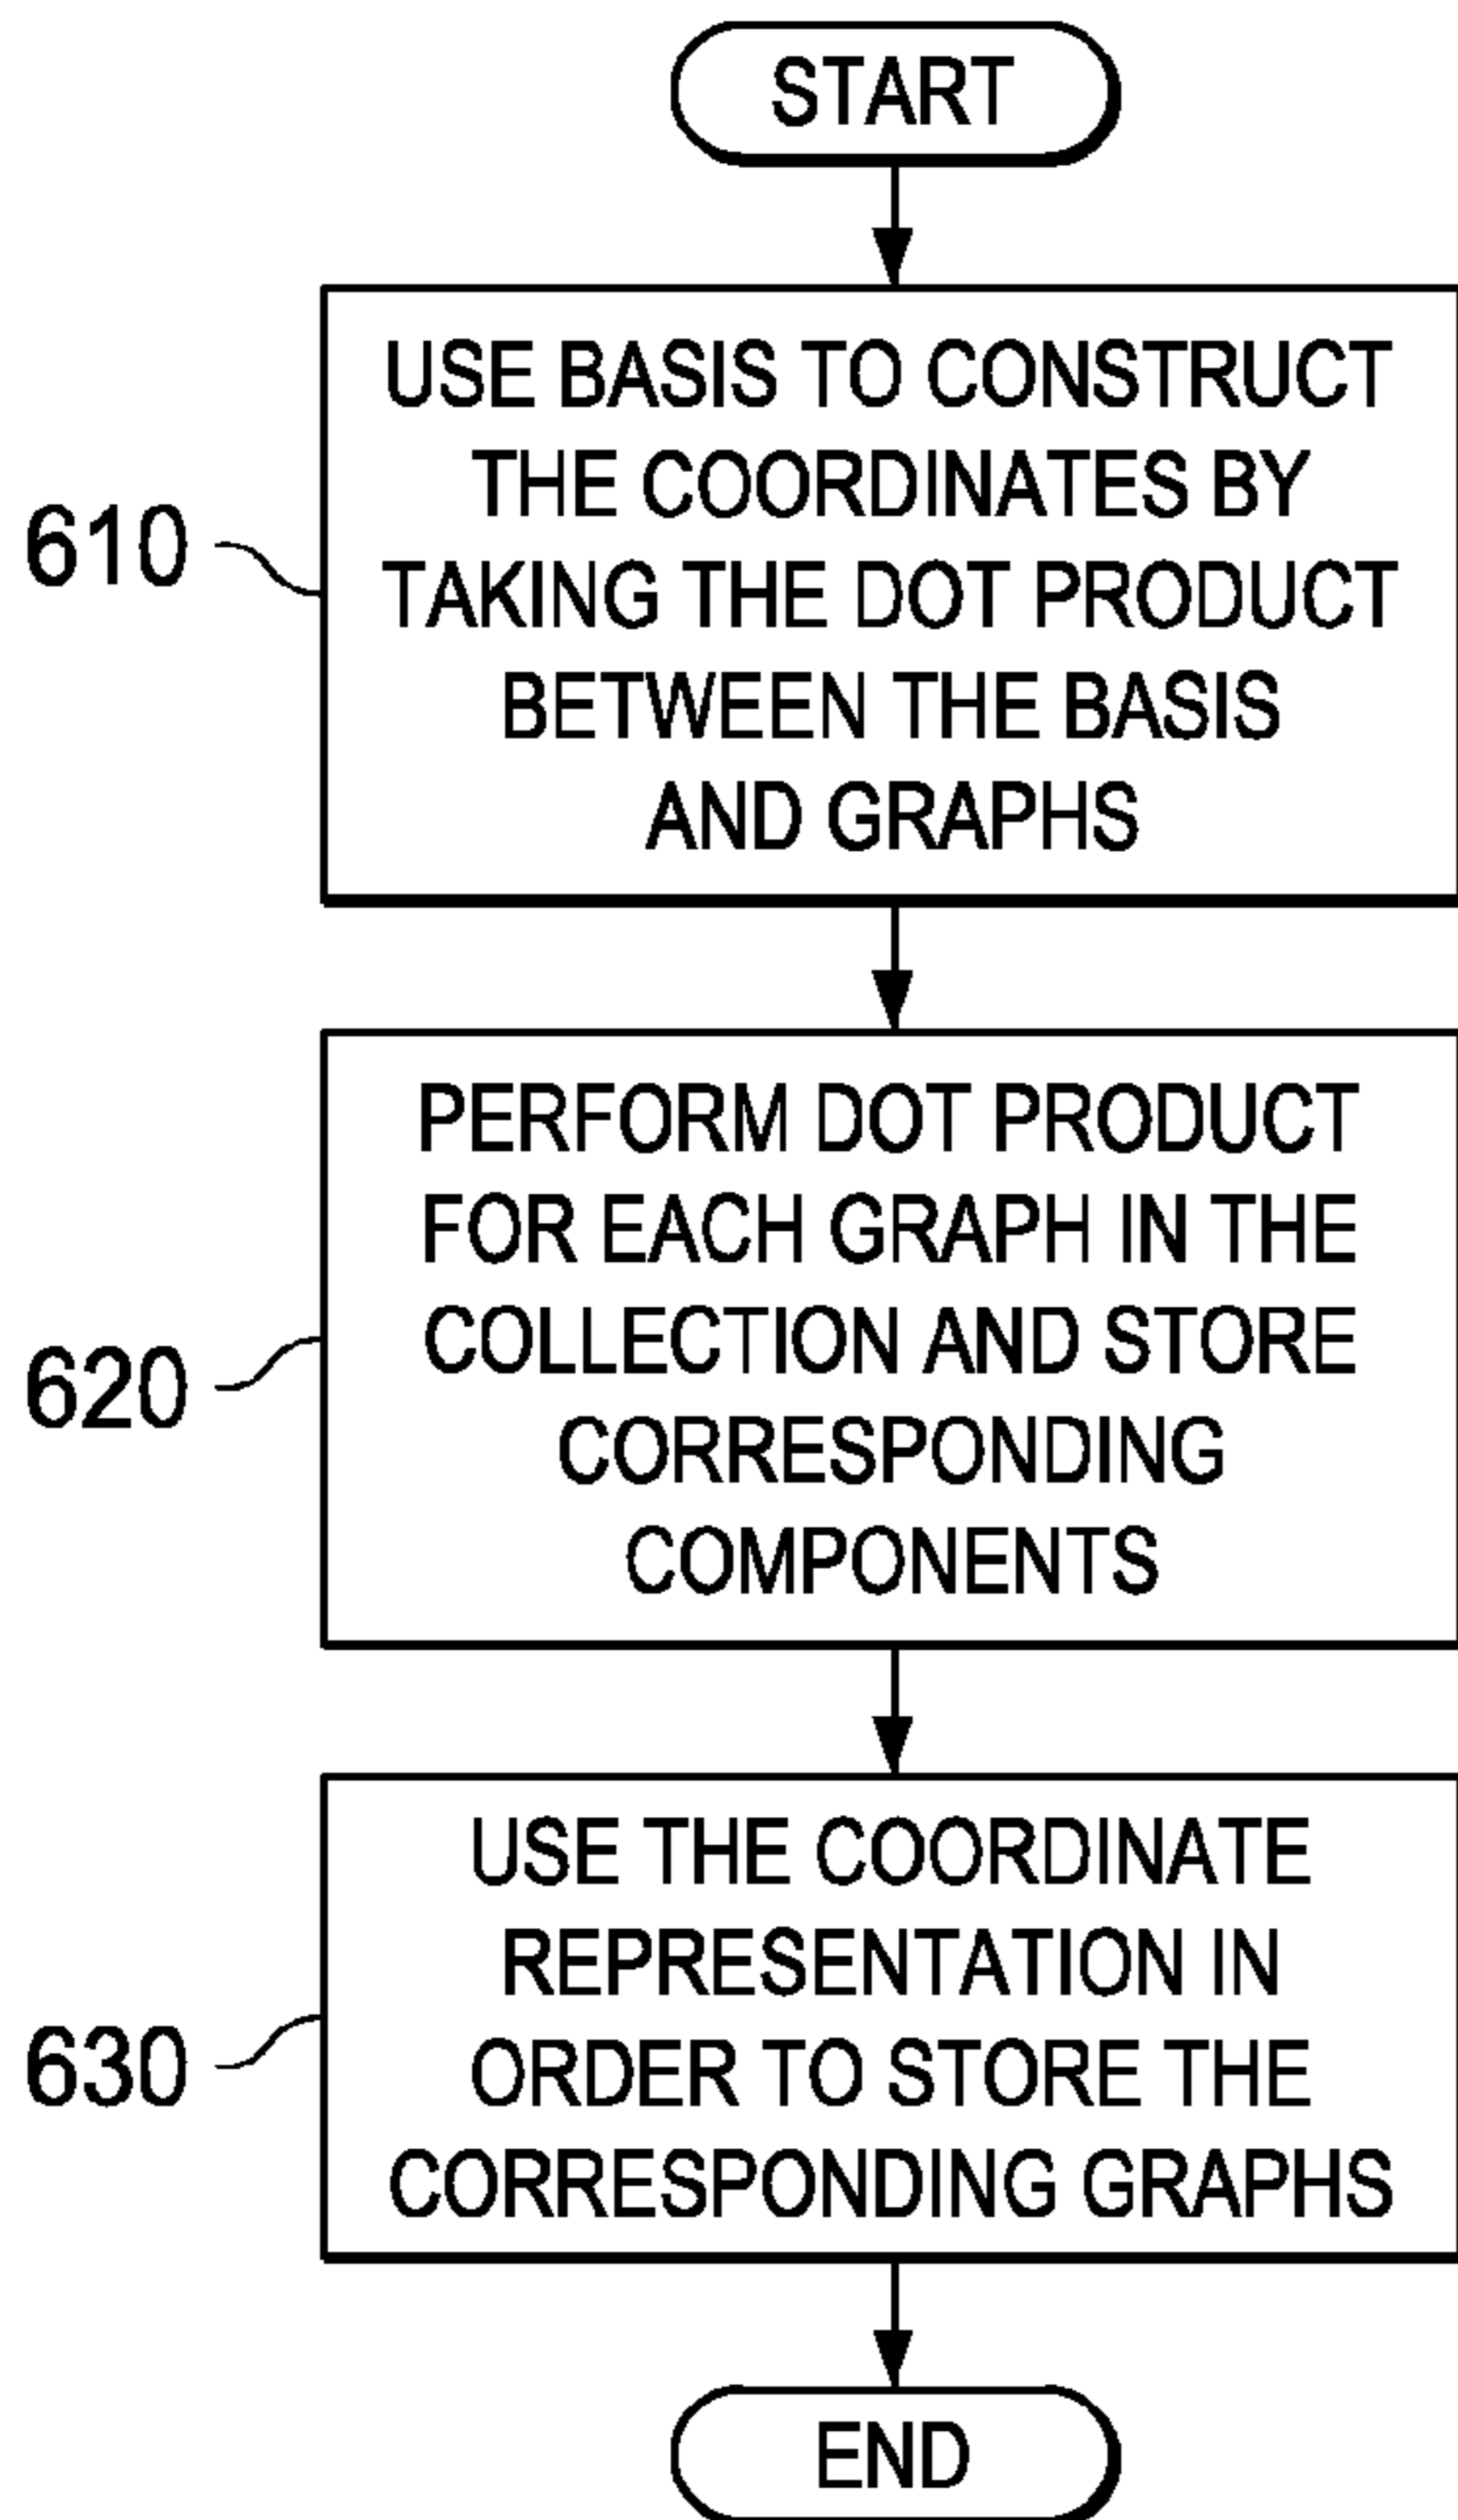 START
USE BASIS TO CONSTRUCT
THE COORDINATES BY
TAKING THE DOT PRODUCT
BETWEEN THE BASIS
AND GRAPHS
610
PERFORM DOT PRODUCT
FOR EACH GRAPH IN THE
COLLECTION AND STORE
CORRESPONDING
COMPONENTS
620
USE THE COORDINATE
REPRESENTATION IN
ORDER TO STORE THE
CORRESPONDING GRAPHS
630
END